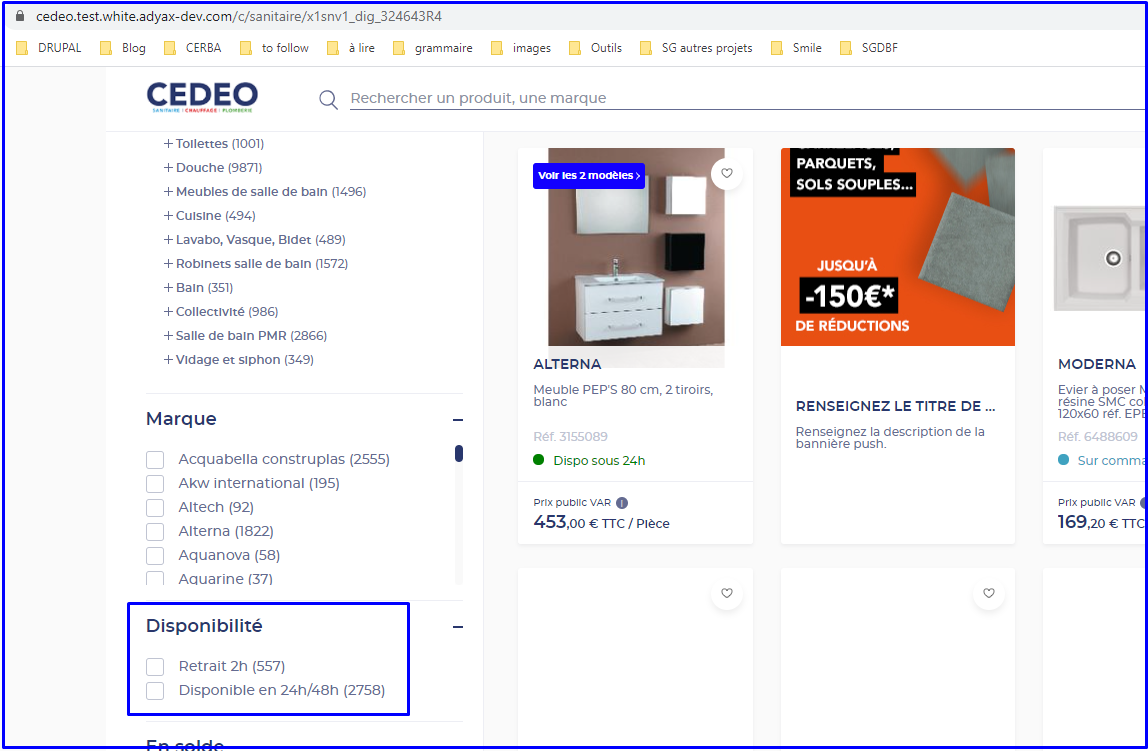 cedeo.test.white.adyax-dev.com/c/sanitaire/x1snv1_dig_324643R4
DRUPAL Blog CERBA to follow à lire grammaire images Outils SG autres projets Smile SGDBF
CEDEO
SANITAIRE | CHAUFFAGE | PLOMBERIE
Rechercher un produit, une marque
+ Toilettes (1001)
+ Douche (9871)
+ Meubles de salle de bain (1496)
+ Cuisine (494)
+ Lavabo, Vasque, Bidet (489)
+ Robinets salle de bain (1572)
+ Bain (351)
+ Collectivité (986)
+ Salle de bain PMR (2866)
+ Vidage et siphon (349)
Marque
Acquabella construplas (2555)
Akw international (195)
Altech (92)
Alterna (1822)
Aquanova (58)
Aquarine (37)
Disponibilité
Retrait 2h (557)
Disponible en 24h/48h (2758)
En solde
Voir les 2 modèles >
ALTERNA
Meuble PEP'S 80 cm, 2 tiroirs,
blanc
Réf. 3155089
Dispo sous 24h
Prix public VAR
453,00 € TTC / Pièce
PARQUETS,
SOLS SOUPLES...
JUSQU'À
-150€*
DE RÉDUCTIONS
RENSEIGNEZ LE TITRE DE ...
Renseignez la description de la
bannière push.
MODERNA
Evier à poser
résine SMC
120x60 réf.
Réf. 6488609
Sur
Prix public VAR
169,20 € TTC